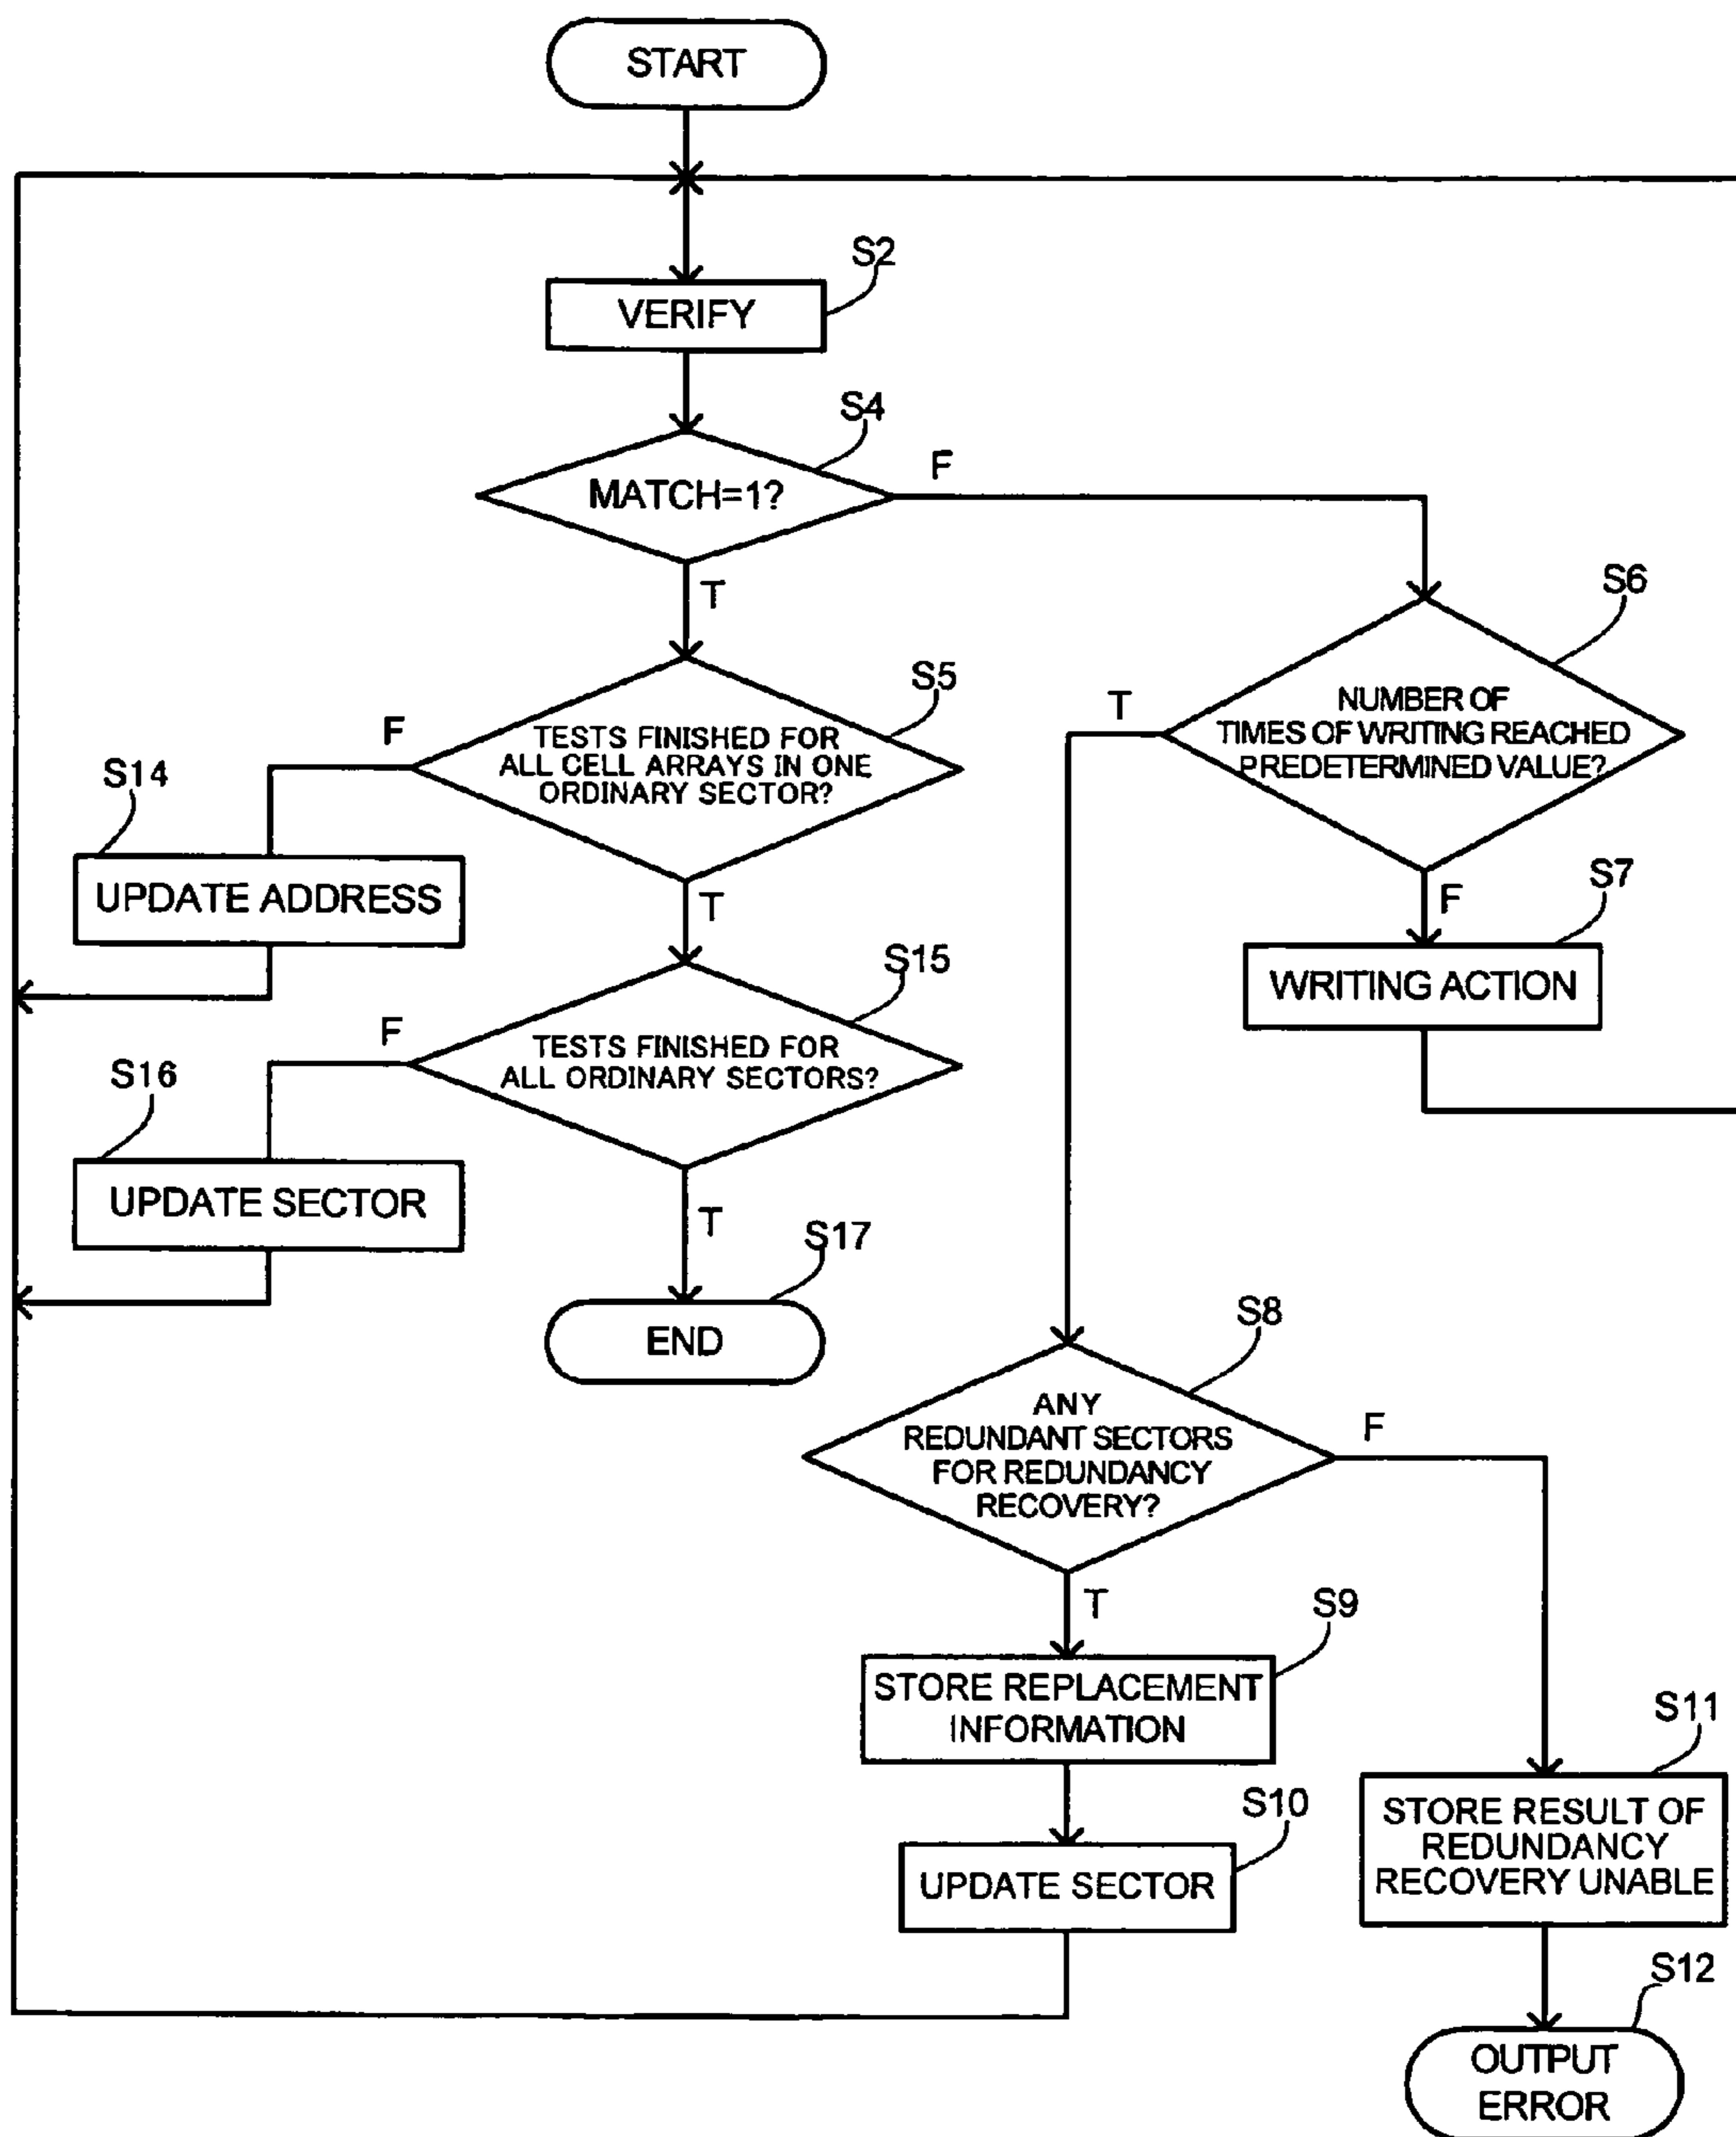 START
S2
VERIFY
S4
MATCH=1?
F
T
S6
NUMBER OF
TIMES OF WRITING REACHED
PREDETERMINED VALUE?
T
F
S7
WRITING ACTION
S5
TESTS FINISHED FOR
ALL CELL ARRAYS IN ONE
ORDINARY SECTOR?
F
T
S14
UPDATE ADDRESS
S15
TESTS FINISHED FOR
ALL ORDINARY SECTORS?
F
T
S16
UPDATE SECTOR
S17
END
S8
ANY
REDUNDANT SECTORS
FOR REDUNDANCY
RECOVERY?
F
T
S9
STORE REPLACEMENT
INFORMATION
S10
UPDATE SECTOR
S11
STORE RESULT OF
REDUNDANCY
RECOVERY UNABLE
S12
OUTPUT
ERROR